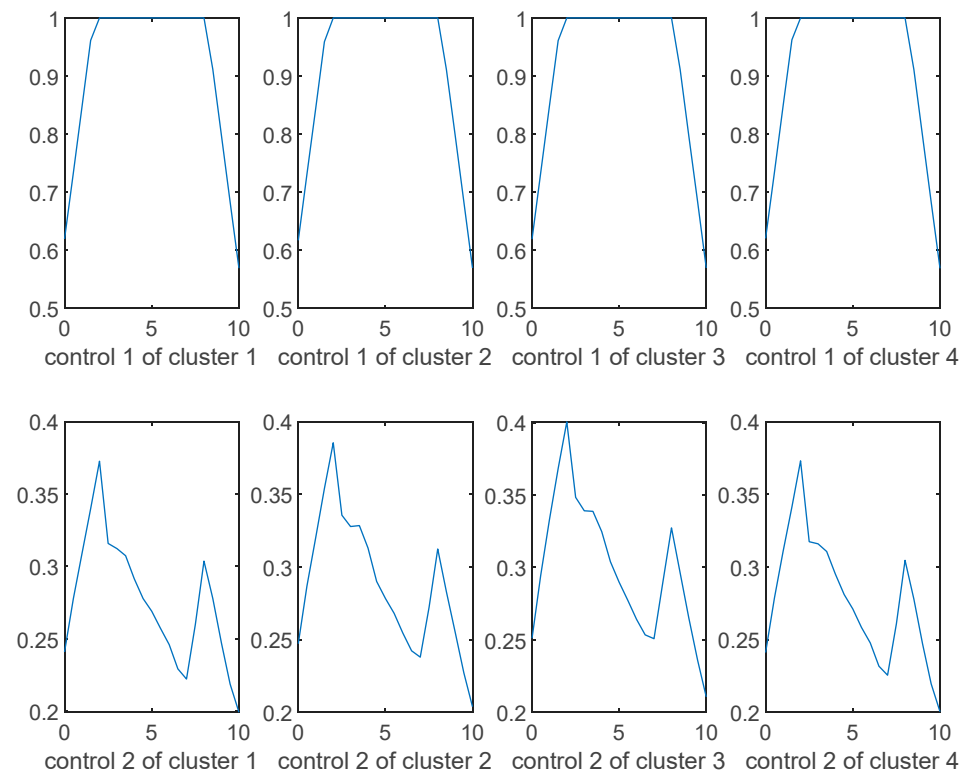 1 1 1 1
0.9 0.9 0.9 0.9
0.8 0.8 0.8 0.8
0.7 0.7 0.7 0.7
0.6 0.6 0.6 0.6
0.5 0.5 0.5 0.5
0 5 10 0 5 10 0 5 10 0 5 10
control 1 of cluster 1 control 1 of cluster 2 control 1 of cluster 3 control 1 of cluster 4
0.4 0.4 0.4 0.4
0.35 0.35 0.35 0.35
0.3 0.3 0.3 0.3
0.25 0.25 0.25 0.25
0.2 0.2 0.2 0.2
0 5 10 0 5 10 0 5 10 0 5 10
control 2 of cluster 1 control 2 of cluster 2 control 2 of cluster 3 control 2 of cluster 4